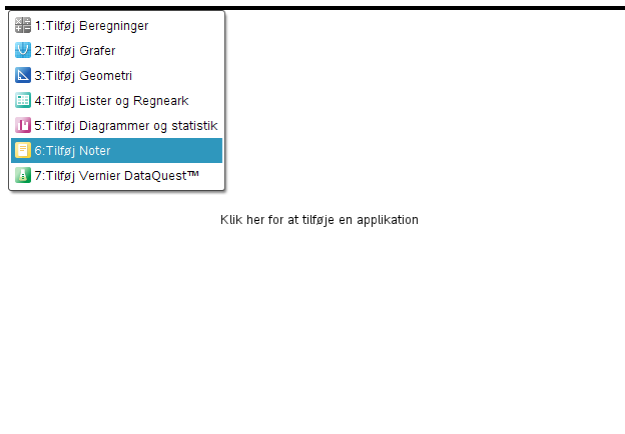 1:Tilføj Beregninger
2:Tilføj Grafer
3:Tilføj Geometri
4:Tilføj Lister og Regneark
5:Tilføj Diagrammer og statistik
6:Tilføj Noter
7:Tilføj Vernier DataQuest™
Klik her for at tilføje en applikation